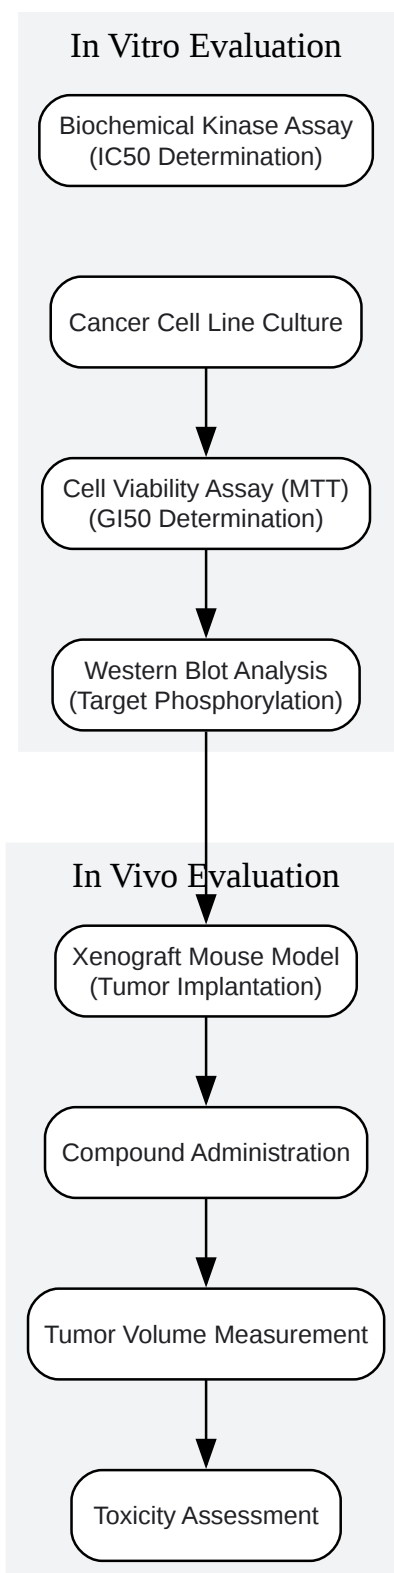 In Vitro Evaluation
Biochemical Kinase Assay
(IC50 Determination)
Cancer Cell Line Culture
Cell Viability Assay (MTT)
(GI50 Determination)
Western Blot Analysis
(Target Phosphorylation)
In Vivo Evaluation
Xenograft Mouse Model
(Tumor Implantation)
Compound Administration
Tumor Volume Measurement
Toxicity Assessment